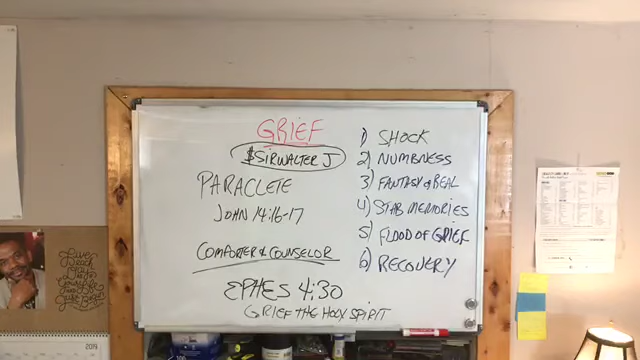 GRIEF
$SIRWALTER J
PARACLETE
JOHN 14:16-17
COMFORTER & COUNSELOR
EPHES 4:30
GRIEF THE HOLY SPIRIT
1) SHOCK
2) NUMBNESS
3) FANTASY & REAL
4) STAB MEMORIES
5) FLOOD OF GRIEF
6) RECOVERY
2019